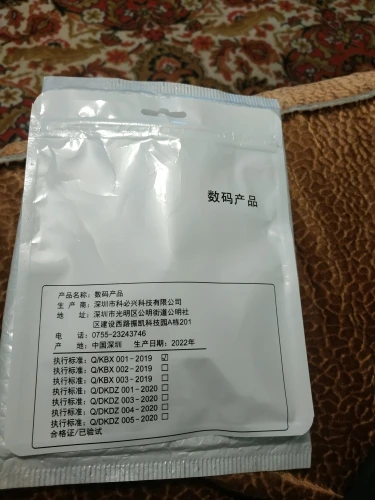 数码产品
产品名称：数码产品
生 产 商：深圳市科必兴科技有限公司
地　　址：深圳市光明区公明街道公明社
区建设西路振凯科技园A栋201
电　　话：0755-23243746
产　　地：中国深圳　生产日期：2022年
执行标准：Q/KBX 001-2019 ☑
执行标准：Q/KBX 002-2019 □
执行标准：Q/KBX 003-2019 □
执行标准：Q/DKDZ 001-2020 □
执行标准：Q/DKDZ 003-2020 □
执行标准：Q/DKDZ 004-2020 □
执行标准：Q/DKDZ 005-2020 □
合格证/已验试